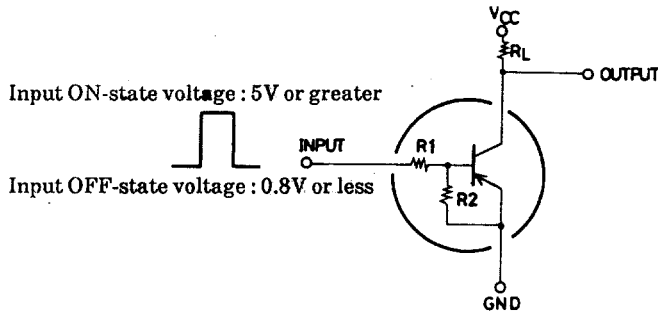 VCC
RL
OUTPUT
Input ON-state voltage : 5V or greater
INPUT
R1
Input OFF-state voltage : 0.8V or less
R2
GND